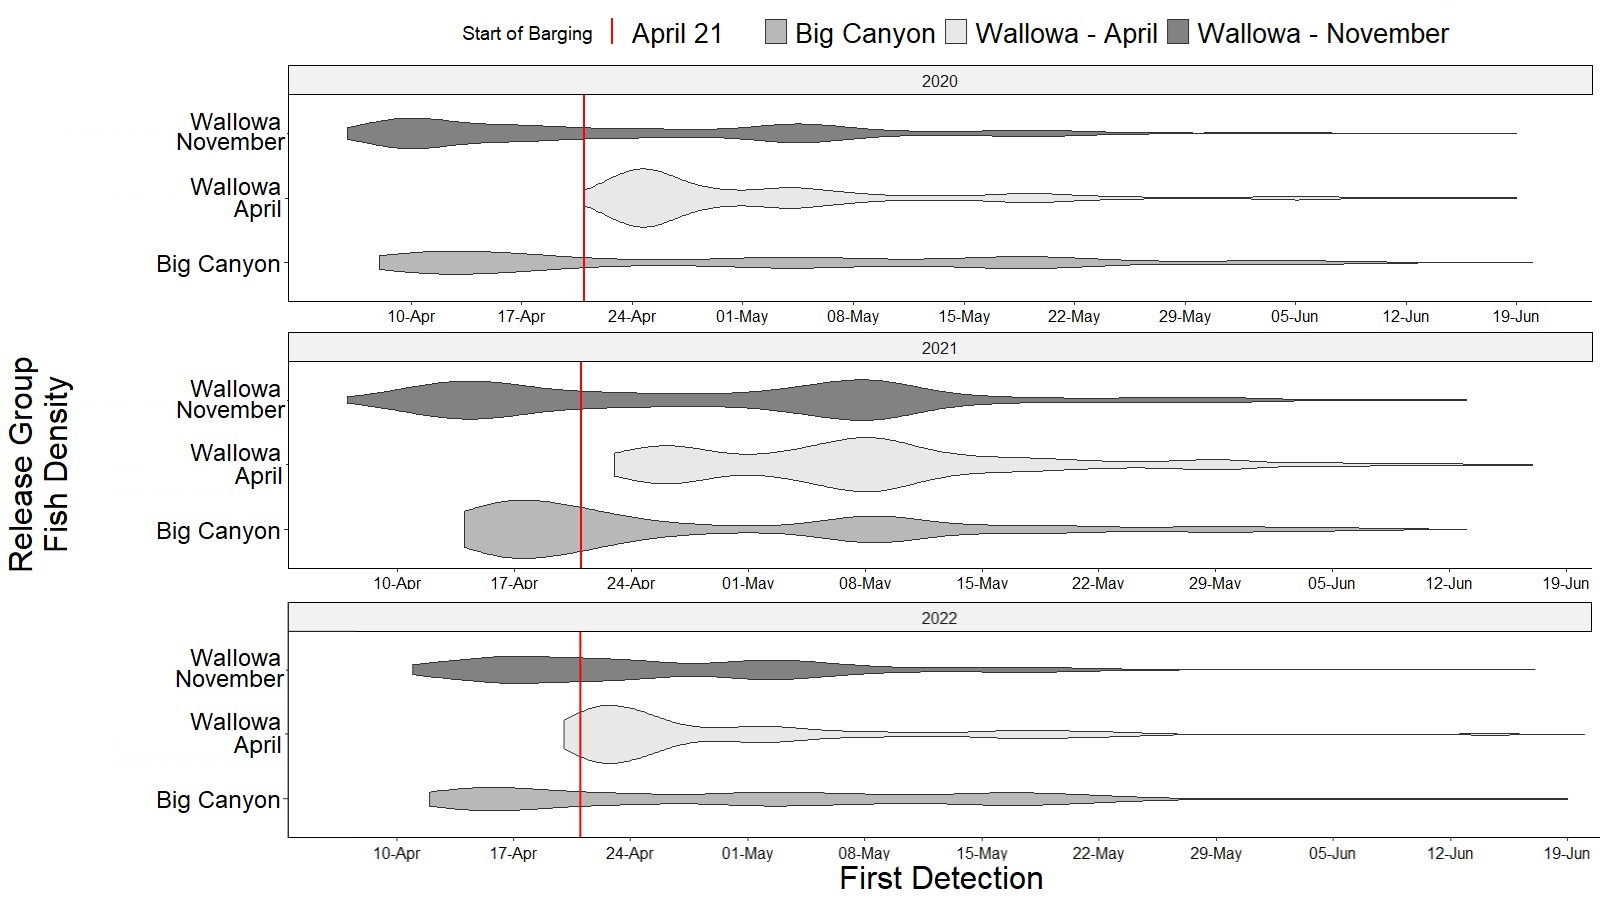 Start of Barging April 21 Big Canyon Wallowa - April Wallowa - November
2020
Wallowa
November
Wallowa
April
Big Canyon
10-Apr 17-Apr 24-Apr 01-May 08-May 15-May 22-May 29-May 05-Jun 12-Jun 19-Jun
2021
Wallowa
November
Wallowa
April
Big Canyon
10-Apr 17-Apr 24-Apr 01-May 08-May 15-May 22-May 29-May 05-Jun 12-Jun 19-Jun
2022
Wallowa
November
Wallowa
April
Big Canyon
10-Apr 17-Apr 24-Apr 01-May 08-May 15-May 22-May 29-May 05-Jun 12-Jun 19-Jun
First Detection
Release Group
Fish Density